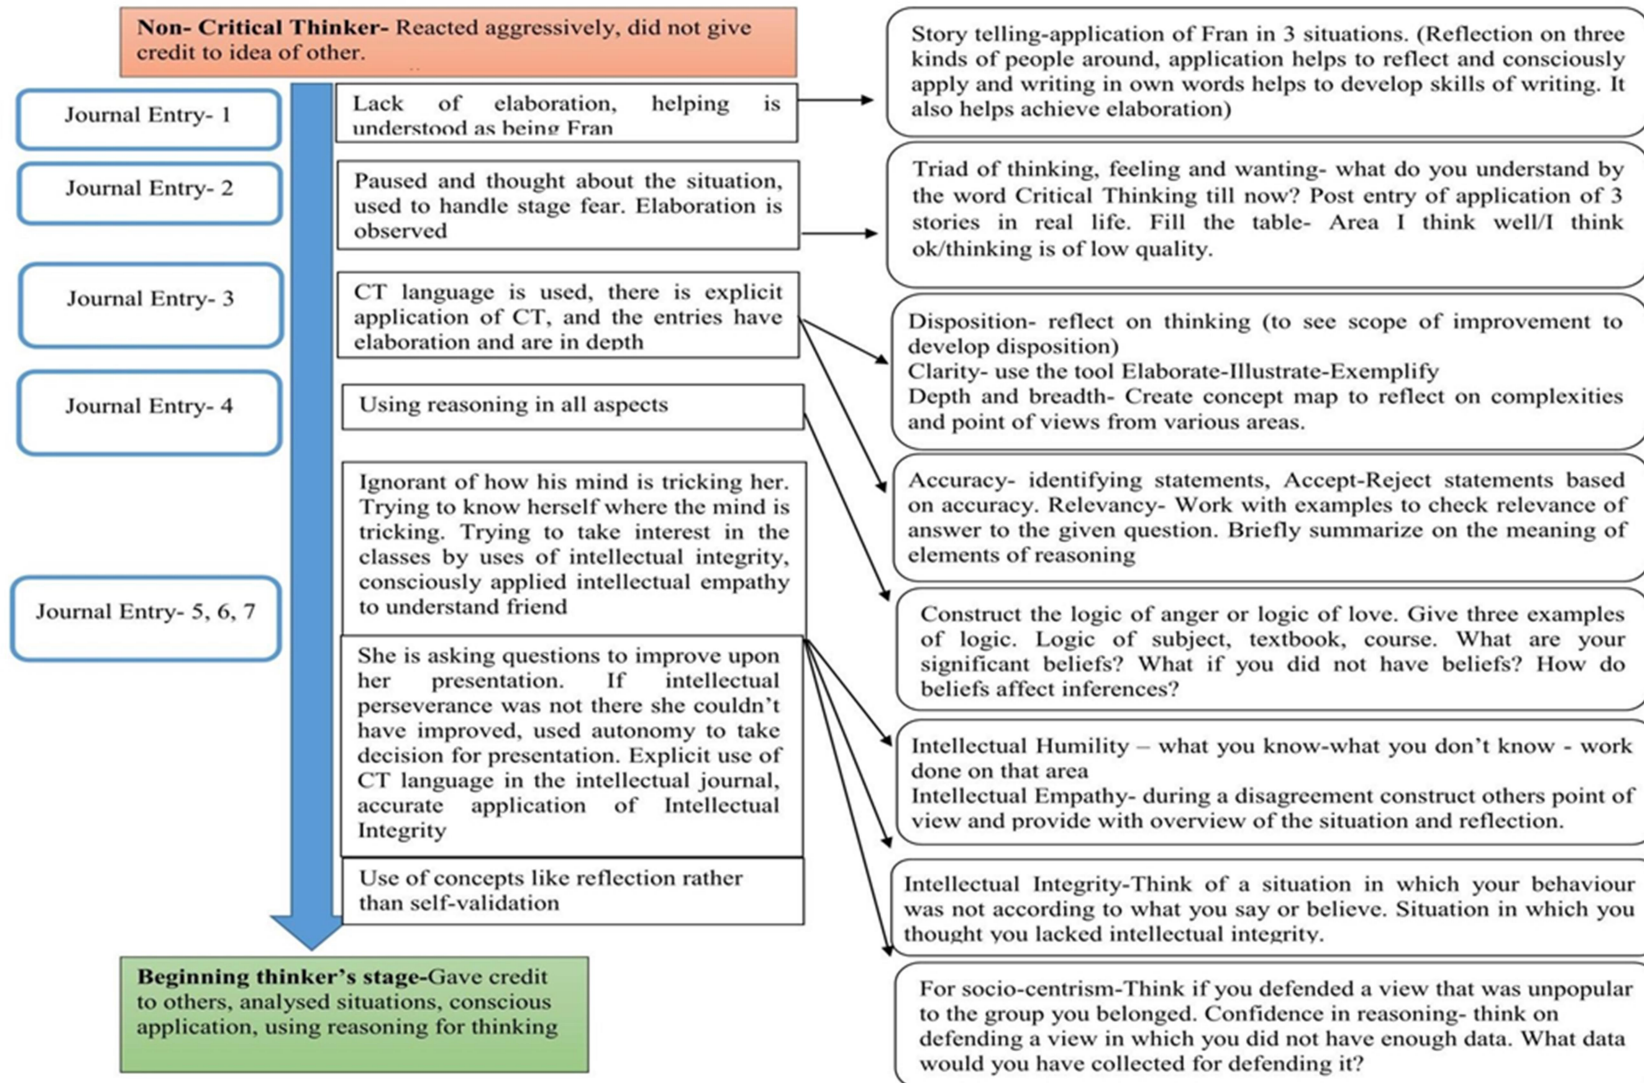 Non- Critical Thinker- Reacted aggressively, did not give
credit to idea of other.
Journal Entry- 1
Lack of elaboration, helping is
understood as being Fran
Story telling-application of Fran in 3 situations. (Reflection on three
kinds of people around, application helps to reflect and consciously
apply and writing in own words helps to develop skills of writing. It
also helps achieve elaboration)
Journal Entry- 2
Paused and thought about the situation,
used to handle stage fear. Elaboration is
observed
Triad of thinking, feeling and wanting- what do you understand by
the word Critical Thinking till now? Post entry of application of 3
stories in real life. Fill the table- Area I think well/I think
ok/thinking is of low quality.
Journal Entry- 3
CT language is used, there is explicit
application of CT, and the entries have
elaboration and are in depth
Disposition- reflect on thinking (to see scope of improvement to
develop disposition)
Clarity- use the tool Elaborate-Illustrate-Exemplify
Depth and breadth- Create concept map to reflect on complexities
and point of views from various areas.
Journal Entry- 4
Using reasoning in all aspects
Accuracy- identifying statements, Accept-Reject statements based
on accuracy. Relevancy- Work with examples to check relevance of
answer to the given question. Briefly summarize on the meaning of
elements of reasoning
Journal Entry- 5, 6, 7
Ignorant of how his mind is tricking her.
Trying to know herself where the mind is
tricking. Trying to take interest in the
classes by uses of intellectual integrity,
consciously applied intellectual empathy
to understand friend
Construct the logic of anger or logic of love. Give three examples
of logic. Logic of subject, textbook, course. What are your
significant beliefs? What if you did not have beliefs? How do
beliefs affect inferences?
She is asking questions to improve upon
her presentation. If intellectual
perseverance was not there she couldn't
have improved, used autonomy to take
decision for presentation. Explicit use of
CT language in the intellectual journal,
accurate application of Intellectual
Integrity
Intellectual Humility – what you know-what you don't know - work
done on that area
Intellectual Empathy- during a disagreement construct others point of
view and provide with overview of the situation and reflection.
Use of concepts like reflection rather
than self-validation
Intellectual Integrity-Think of a situation in which your behaviour
was not according to what you say or believe. Situation in which you
thought you lacked intellectual integrity.
Beginning thinker's stage-Gave credit
to others, analysed situations, conscious
application, using reasoning for thinking
For socio-centrism-Think if you defended a view that was unpopular
to the group you belonged. Confidence in reasoning- think on
defending a view in which you did not have enough data. What data
would you have collected for defending it?